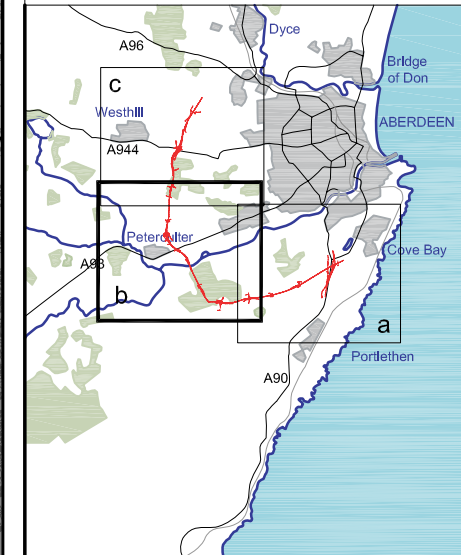 Dyce
A96
Bridge
of Don
c
Westhill
ABERDEEN
A944
Peterculter
Cove Bay
A93
b
a
Portlethen
A90